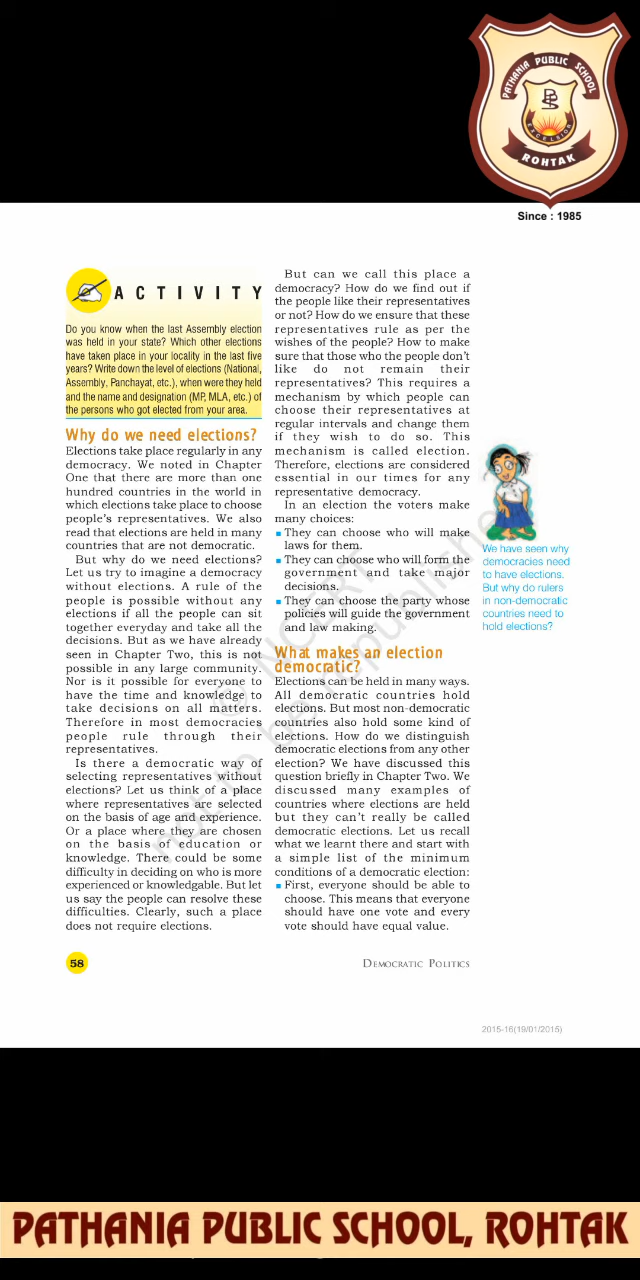 PATHANIA PUBLIC SCHOOL
PPS
EXCELSIOR
ROHTAK
Since : 1985
ACTIVITY
Do you know when the last Assembly election
was held in your state? Which other elections
have taken place in your locality in the last five
years? Write down the level of elections (National,
Assembly, Panchayat, etc.), when were they held
and the name and designation (MP, MLA, etc.) of
the persons who got elected from your area.
Why do we need elections?
Elections take place regularly in any
democracy. We noted in Chapter
One that there are more than one
hundred countries in the world in
which elections take place to choose
people's representatives. We also
read that elections are held in many
countries that are not democratic.
But why do we need elections?
Let us try to imagine a democracy
without elections. A rule of the
people is possible without any
elections if all the people can sit
together everyday and take all the
decisions. But as we have already
seen in Chapter Two, this is not
possible in any large community.
Nor is it possible for everyone to
have the time and knowledge to
take decisions on all matters.
Therefore in most democracies
people rule through their
representatives.
Is there a democratic way of
selecting representatives without
elections? Let us think of a place
where representatives are selected
on the basis of age and experience.
Or a place where they are chosen
on the basis of education or
knowledge. There could be some
difficulty in deciding on who is more
experienced or knowledgable. But let
us say the people can resolve these
difficulties. Clearly, such a place
does not require elections.
But can we call this place a
democracy? How do we find out if
the people like their representatives
or not? How do we ensure that these
representatives rule as per the
wishes of the people? How to make
sure that those who the people don't
like do not remain their
representatives? This requires a
mechanism by which people can
choose their representatives at
regular intervals and change them
if they wish to do so. This
mechanism is called election.
Therefore, elections are considered
essential in our times for any
representative democracy.
In an election the voters make
many choices:
They can choose who will make
laws for them.
They can choose who will form the
government and take major
decisions.
They can choose the party whose
policies will guide the government
and law making.
What makes an election
democratic?
Elections can be held in many ways.
All democratic countries hold
elections. But most non-democratic
countries also hold some kind of
elections. How do we distinguish
democratic elections from any other
election? We have discussed this
question briefly in Chapter Two. We
discussed many examples of
countries where elections are held
but they can't really be called
democratic elections. Let us recall
what we learnt there and start with
a simple list of the minimum
conditions of a democratic election:
First, everyone should be able to
choose. This means that everyone
should have one vote and every
vote should have equal value.
We have seen why
democracies need
to have elections.
But why do rulers
in non-democratic
countries need to
hold elections?
© NCERT
not to be republished
58
DEMOCRATIC POLITICS
2015-16(19/01/2015)
PATHANIA PUBLIC SCHOOL, ROHTAK